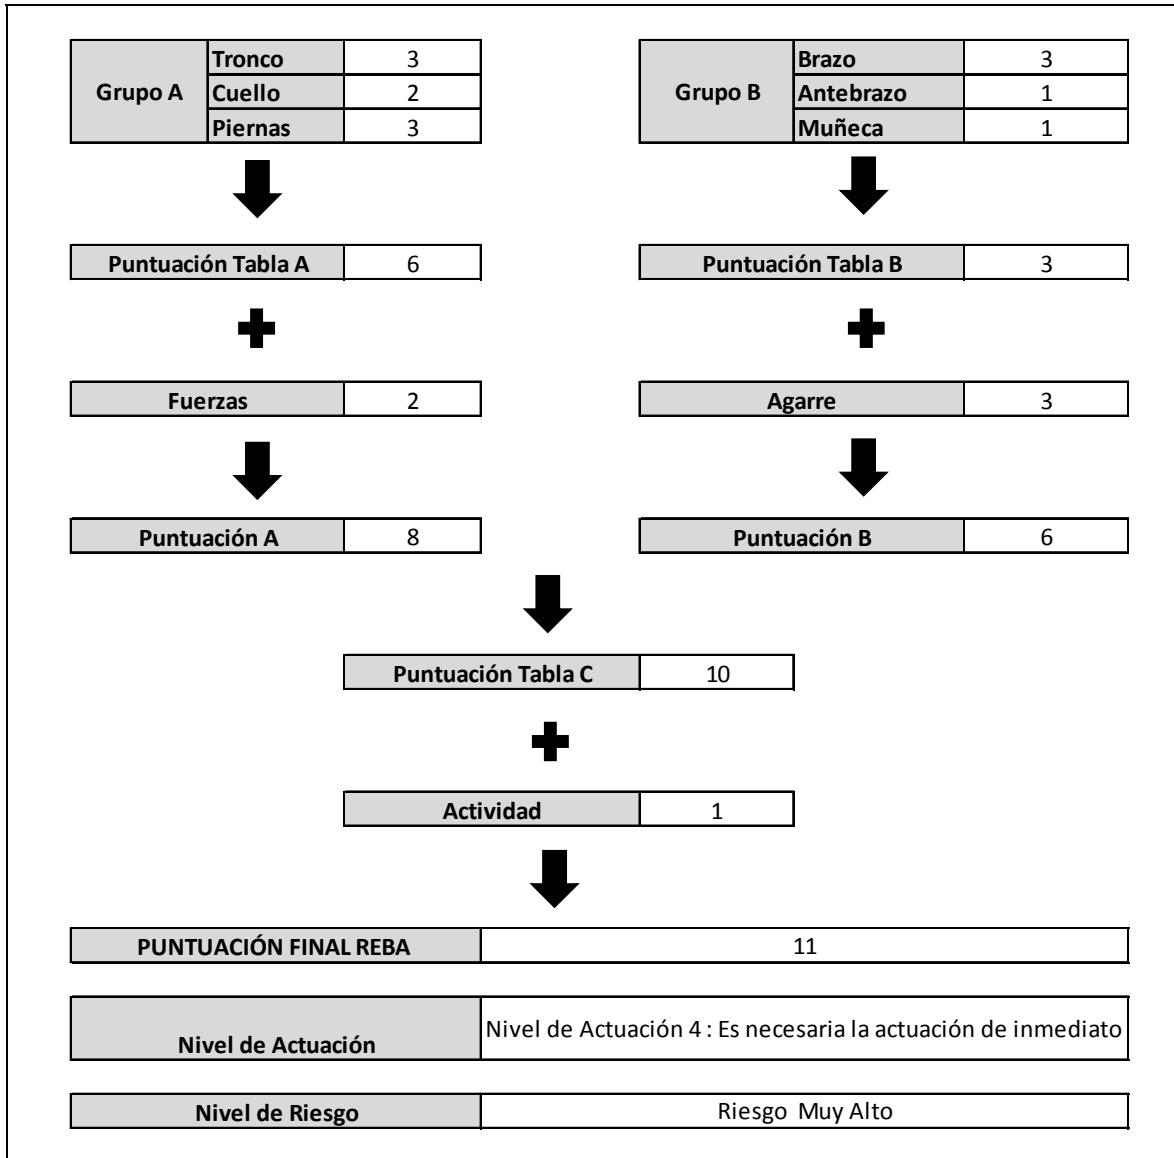 Grupo A
Tronco 3
Cuello 2
Piernas 3
Grupo B
Brazo 3
Antebrazo 1
Muñeca 1
Puntuación Tabla A 6
Puntuación Tabla B 3
Fuerzas 2
Agarre 3
Puntuación A 8
Puntuación B 6
Puntuación Tabla C 10
Actividad 1
PUNTUACIÓN FINAL REBA 11
Nivel de Actuación Nivel de Actuación 4 : Es necesaria la actuación de inmediato
Nivel de Riesgo Riesgo Muy Alto